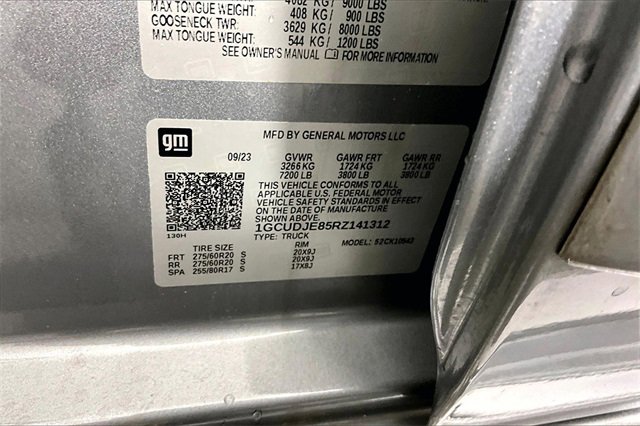 4082 KG/ 9000 LBS
MAX TONGUE WEIGHT: 408 KG/ 900 LBS
GOOSENECK TWR: 3629 KG/ 8000 LBS
MAX TONGUE WEIGHT: 544 KG/ 1200 LBS
SEE OWNER'S MANUAL FOR MORE INFORMATION
gm
MFD BY GENERAL MOTORS LLC
09/23 GVWR GAWR FRT GAWR RR
3266 KG 1724 KG 1724 KG
7200 LB 3800 LB 3800 LB
THIS VEHICLE CONFORMS TO ALL
APPLICABLE U.S. FEDERAL MOTOR
VEHICLE SAFETY STANDARDS IN EFFECT
ON THE DATE OF MANUFACTURE
1GCUDJE85RZ141312
130H
TYPE: TRUCK MODEL:
TIRE SIZE RIM
FRT 275/60R20 S 20X9J
RR 275/60R20 S 20X9J
SPA 255/80R17 S 17X8J